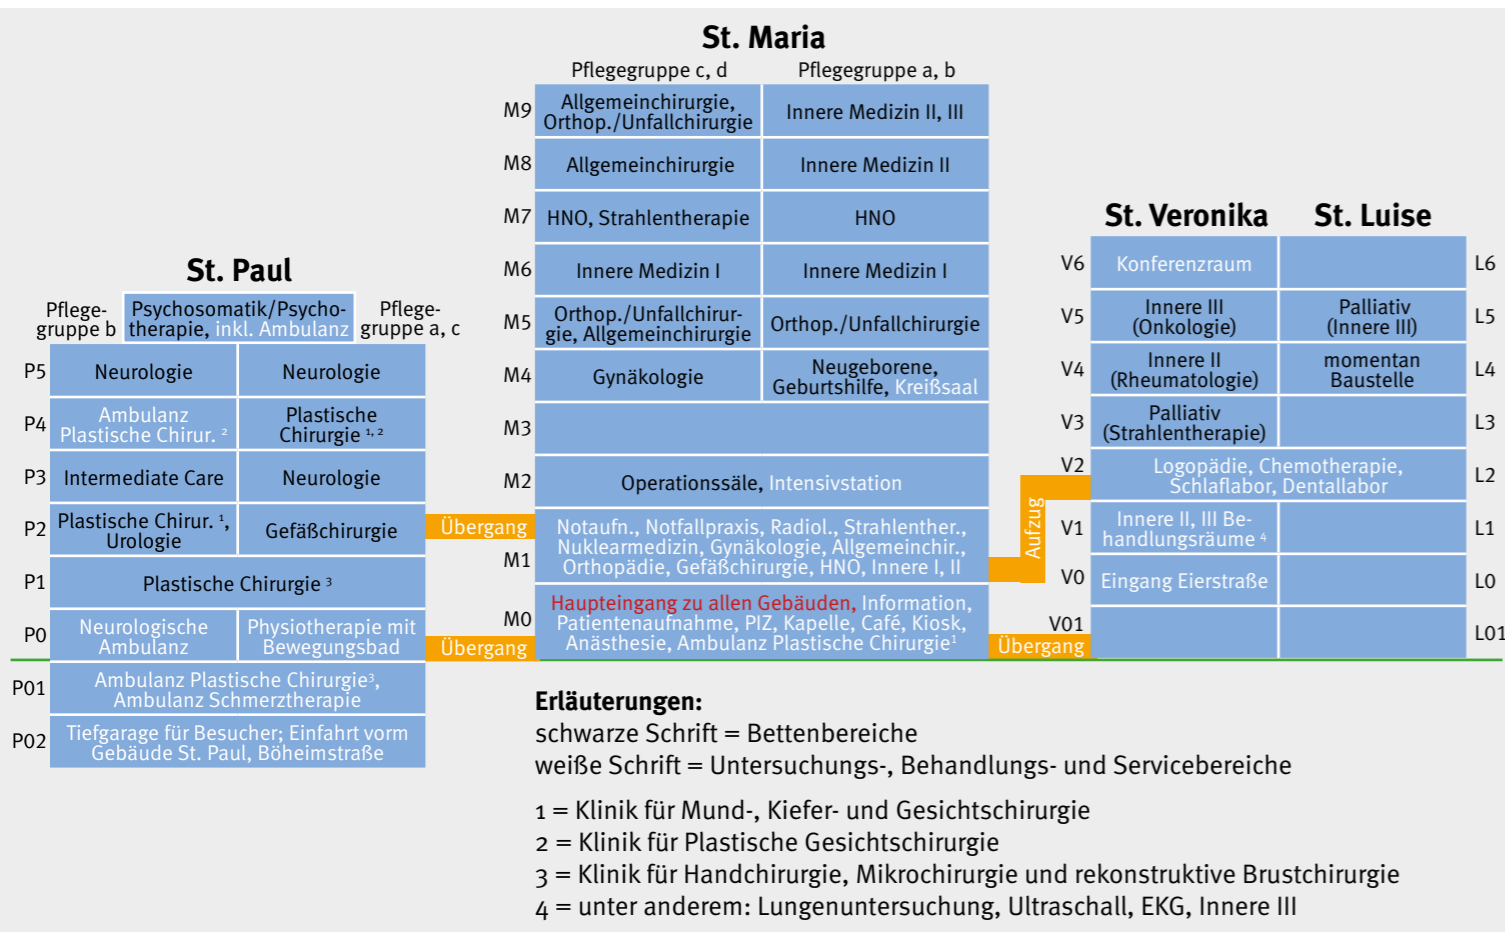 St. Maria
Pflegegruppe c, d
Pflegegruppe a, b
M9
Allgemeinchirurgie,
Orthop./Unfallchirurgie
Innere Medizin II, III
M8
Allgemeinchirurgie
Innere Medizin II
M7
HNO, Strahlentherapie
HNO
M6
Innere Medizin I
Innere Medizin I
M5
Orthop./Unfallchirur-
gie, Allgemeinchirurgie
Orthop./Unfallchirurgie
M4
Gynäkologie
Neugeborene,
Geburtshilfe, Kreißsaal
M3
M2
Operationssäle, Intensivstation
M1
Notaufn., Notfallpraxis, Radiol., Strahlenther.,
Nuklearmedizin, Gynäkologie, Allgemeinchir.,
Orthopädie, Gefäßchirurgie, HNO, Innere I, II
M0
Haupteingang zu allen Gebäuden, Information,
Patientenaufnahme, PIZ, Kapelle, Café, Kiosk,
Anästhesie, Ambulanz Plastische Chirurgie¹
St. Paul
Pflege-
gruppe b
Psychosomatik/Psycho-
therapie, inkl. Ambulanz
Pflege-
gruppe a, c
P5
Neurologie
Neurologie
P4
Ambulanz
Plastische Chirur. ²
Plastische
Chirurgie ¹, ²
P3
Intermediate Care
Neurologie
P2
Plastische Chirur. ¹,
Urologie
Gefäßchirurgie
Übergang
P1
Plastische Chirurgie ³
P0
Neurologische
Ambulanz
Physiotherapie mit
Bewegungsbad
Übergang
P01
Ambulanz Plastische Chirurgie³,
Ambulanz Schmerztherapie
P02
Tiefgarage für Besucher; Einfahrt vorm
Gebäude St. Paul, Böheimstraße
St. Veronika
St. Luise
V6
Konferenzraum
L6
V5
Innere III
(Onkologie)
Palliativ
(Innere III)
L5
V4
Innere II
(Rheumatologie)
momentan
Baustelle
L4
V3
Palliativ
(Strahlentherapie)
L3
V2
Logopädie, Chemotherapie,
Schlaflabor, Dentallabor
L2
Aufzug
V1
Innere II, III Be-
handlungsräume ⁴
L1
V0
Eingang Eierstraße
L0
V01
Übergang
L01
Erläuterungen:
schwarze Schrift = Bettenbereiche
weiße Schrift = Untersuchungs-, Behandlungs- und Servicebereiche
1 = Klinik für Mund-, Kiefer- und Gesichtschirurgie
2 = Klinik für Plastische Gesichtschirurgie
3 = Klinik für Handchirurgie, Mikrochirurgie und rekonstruktive Brustchirurgie
4 = unter anderem: Lungenuntersuchung, Ultraschall, EKG, Innere III